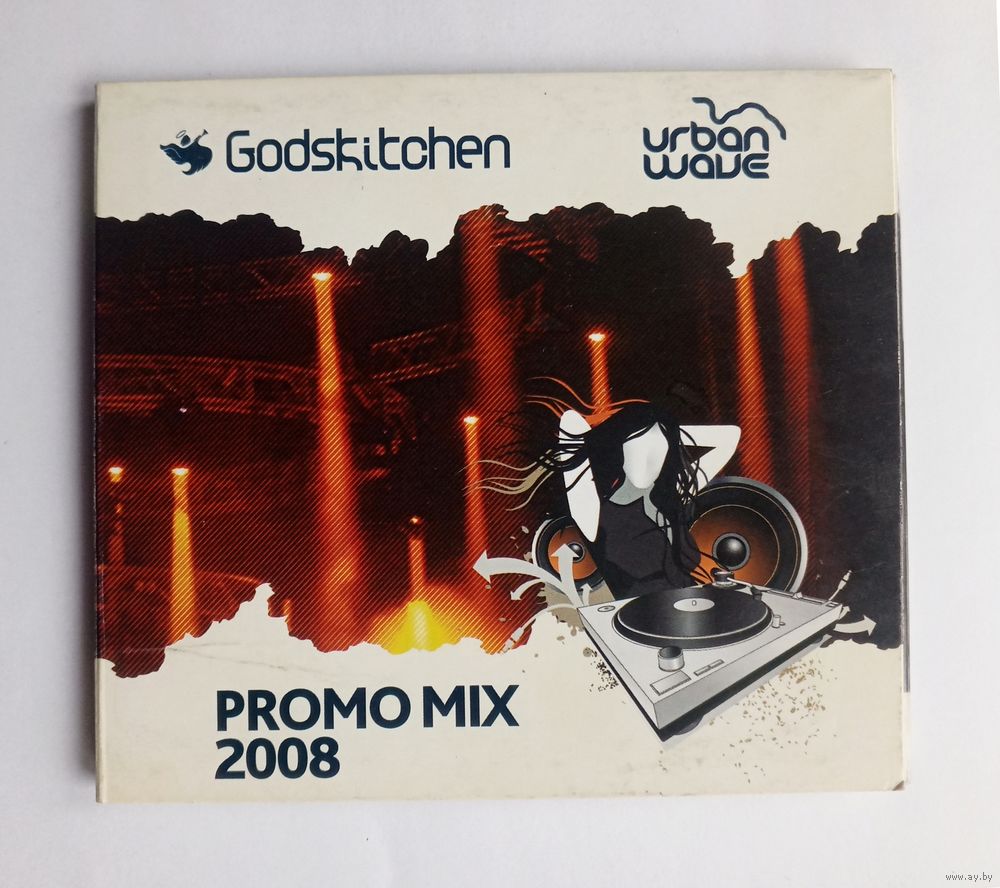 Godskitchen
urban
wave
PROMO MIX
2008
www.ay.by